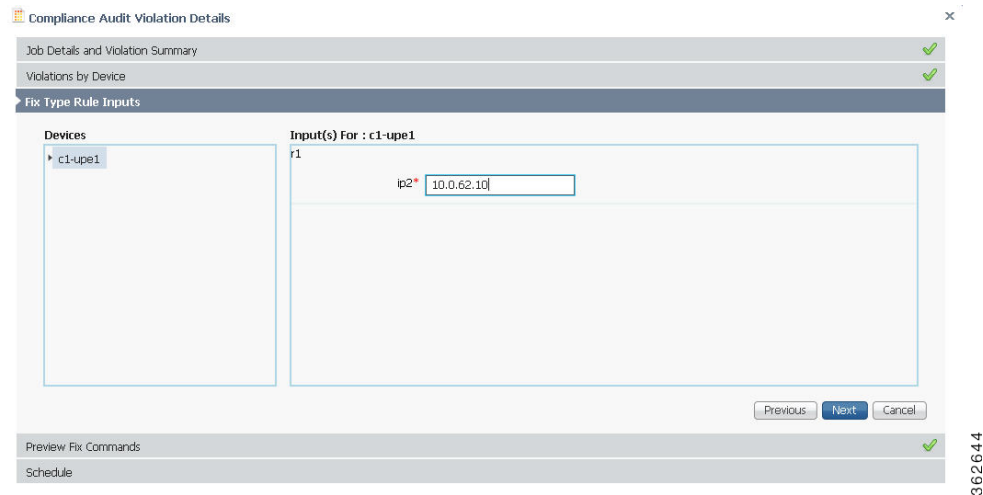 Compliance Audit Violation Details
Job Details and Violation Summary
Violations by Device
Fix Type Rule Inputs
Devices
c1-upe1
Input(s) For : c1-upe1
r1
ip2* 10.0.62.10
Previous Next Cancel
Preview Fix Commands
Schedule
362644